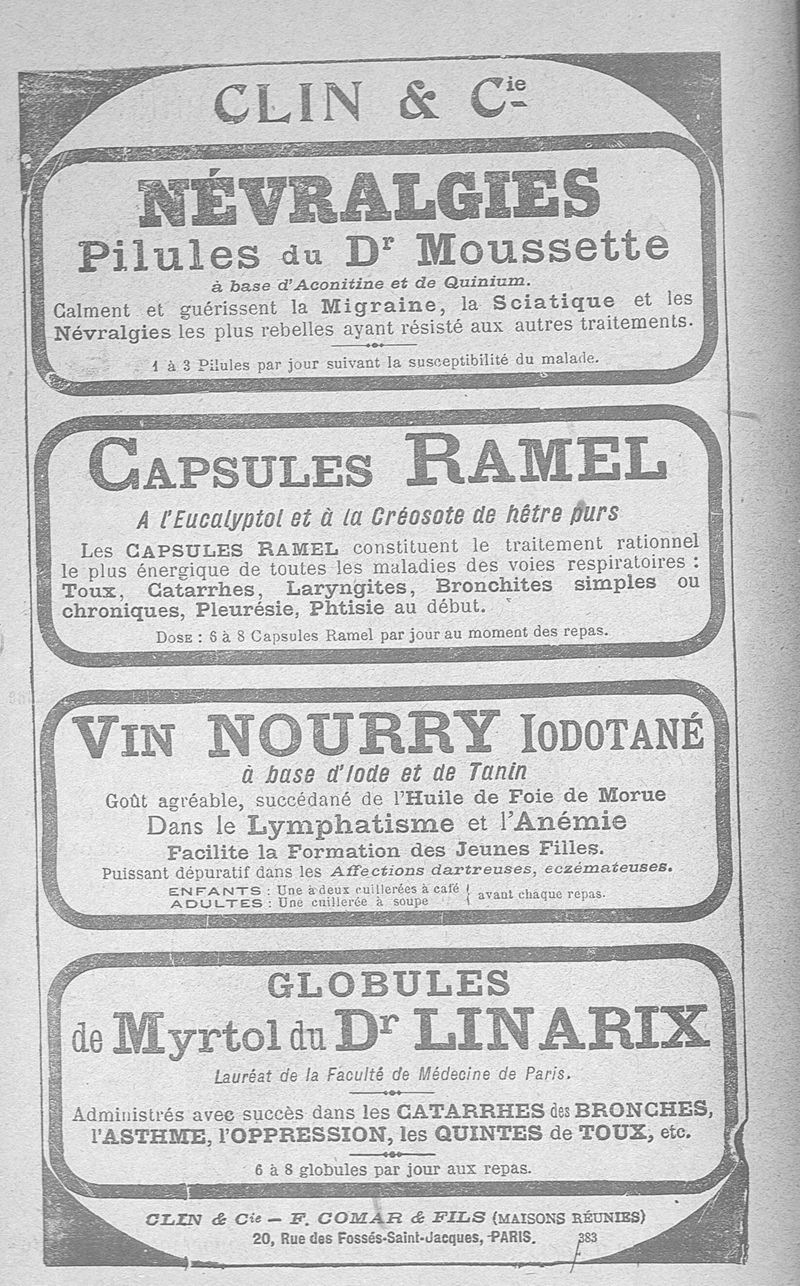 CLIN & Cie
NÉVRALGIES
Pilules du Dr Moussette
à base d'Aconitine et de Quinium.
Calment et guérissent la Migraine, la Sciatique et les
Névralgies les plus rebelles ayant résisté aux autres traitements.
1 à 3 Pilules par jour suivant la susceptibilité du malade.
CAPSULES RAMEL
A l'Eucalyptol et à la Créosote de hêtre purs
Les CAPSULES RAMEL constituent le traitement rationnel
le plus énergique de toutes les maladies des voies respiratoires :
Toux, Catarrhes, Laryngites, Bronchites simples ou
chroniques, Pleurésie, Phtisie au début.
DOSE : 6 à 8 Capsules Ramel par jour au moment des repas.
VIN NOURRY IODOTANÉ
à base d'Iode et de Tanin
Goût agréable, succédané de l'Huile de Foie de Morue
Dans le Lymphatisme et l'Anémie
Facilite la Formation des Jeunes Filles.
Puissant dépuratif dans les Affections dartreuses, eczémateuses.
ENFANTS : Une à deux cuillerées à café
ADULTES : Une cuillerée à soupe
avant chaque repas.
GLOBULES
de Myrtol du Dr LINARIX
Lauréat de la Faculté de Médecine de Paris.
Administrés avec succès dans les CATARRHES des BRONCHES,
l'ASTHME, l'OPPRESSION, les QUINTES de TOUX, etc.
6 à 8 globules par jour aux repas.
CLIN & Cie — F. COMAR & FILS (MAISONS RÉUNIES)
20, Rue des Fossés-Saint-Jacques, PARIS. 383